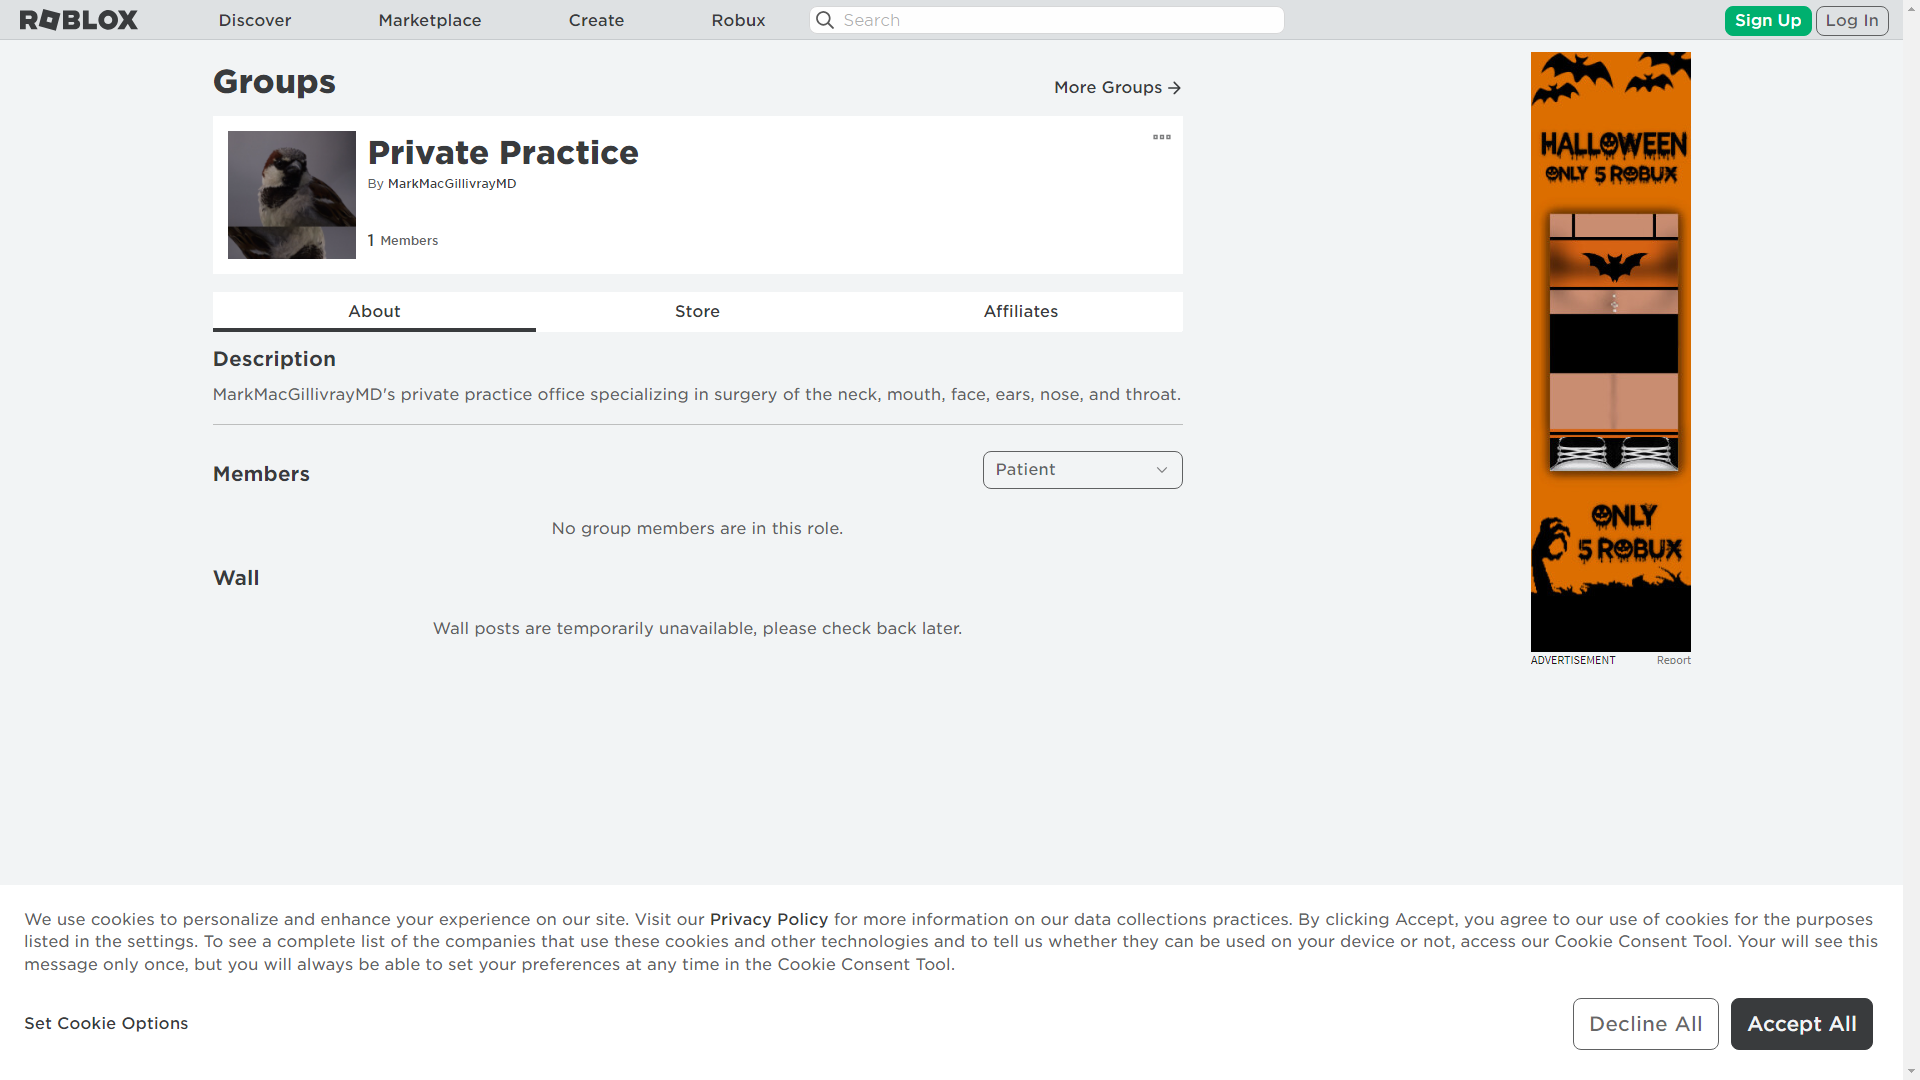 ROBLOX
Discover
Marketplace
Create
Robux
Search
Sign Up
Log In
Groups
More Groups
Private Practice
By MarkMacGillivrayMD
1 Members
About
Store
Affiliates
Description
MarkMacGillivrayMD's private practice office specializing in surgery of the neck, mouth, face, ears, nose, and throat.
Members
Patient
No group members are in this role.
Wall
Wall posts are temporarily unavailable, please check back later.
HALLOWEEN
ONLY 5 ROBUX
ONLY
5 ROBUX
ADVERTISEMENT
Report
We use cookies to personalize and enhance your experience on our site. Visit our Privacy Policy for more information on our data collections practices. By clicking Accept, you agree to our use of cookies for the purposes
listed in the settings. To see a complete list of the companies that use these cookies and other technologies and to tell us whether they can be used on your device or not, access our Cookie Consent Tool. Your will see this
message only once, but you will always be able to set your preferences at any time in the Cookie Consent Tool.
Set Cookie Options
Decline All
Accept All